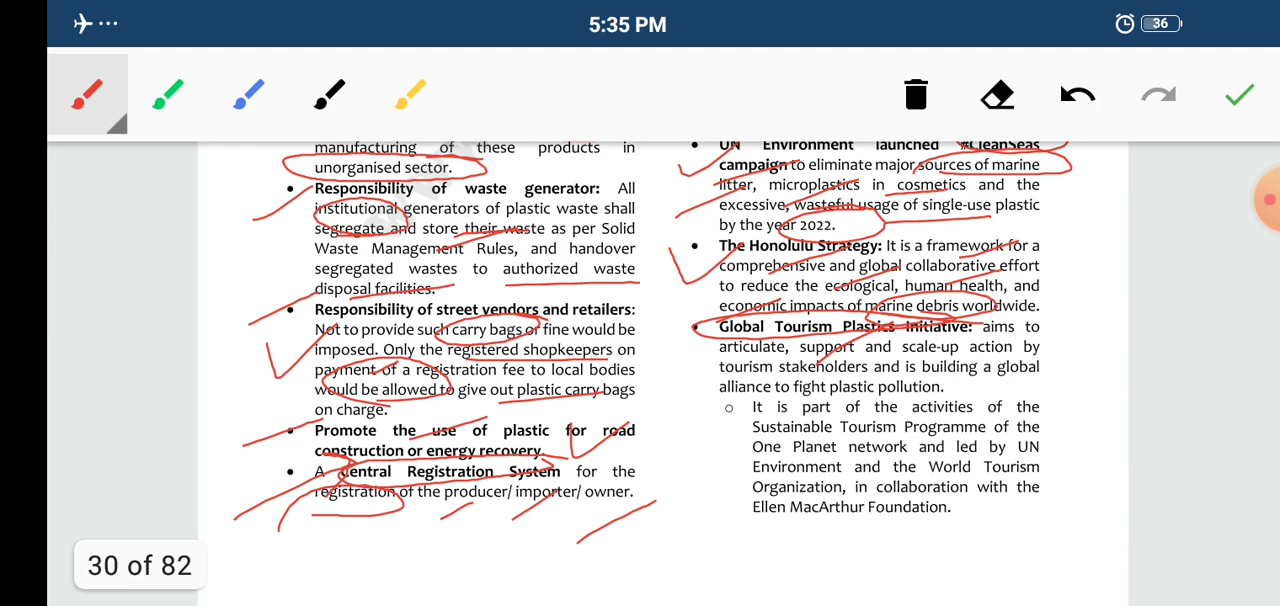 5:35 PM
36
manufacturing of these products in
unorganised sector.
• Responsibility of waste generator: All
institutional generators of plastic waste shall
segregate and store their waste as per Solid
Waste Management Rules, and handover
segregated wastes to authorized waste
disposal facilities.
• Responsibility of street vendors and retailers:
Not to provide such carry bags or fine would be
imposed. Only the registered shopkeepers on
payment of a registration fee to local bodies
would be allowed to give out plastic carry bags
on charge.
• Promote the use of plastic for road
construction or energy recovery.
• A Central Registration System for the
registration of the producer/ importer/ owner.
• UN Environment launched #CleanSeas
campaign to eliminate major sources of marine
litter, microplastics in cosmetics and the
excessive, wasteful usage of single-use plastic
by the year 2022.
• The Honolulu Strategy: It is a framework for a
comprehensive and global collaborative effort
to reduce the ecological, human health, and
economic impacts of marine debris worldwide.
• Global Tourism Plastics Initiative: aims to
articulate, support and scale-up action by
tourism stakeholders and is building a global
alliance to fight plastic pollution.
o It is part of the activities of the
Sustainable Tourism Programme of the
One Planet network and led by UN
Environment and the World Tourism
Organization, in collaboration with the
Ellen MacArthur Foundation.
30 of 82